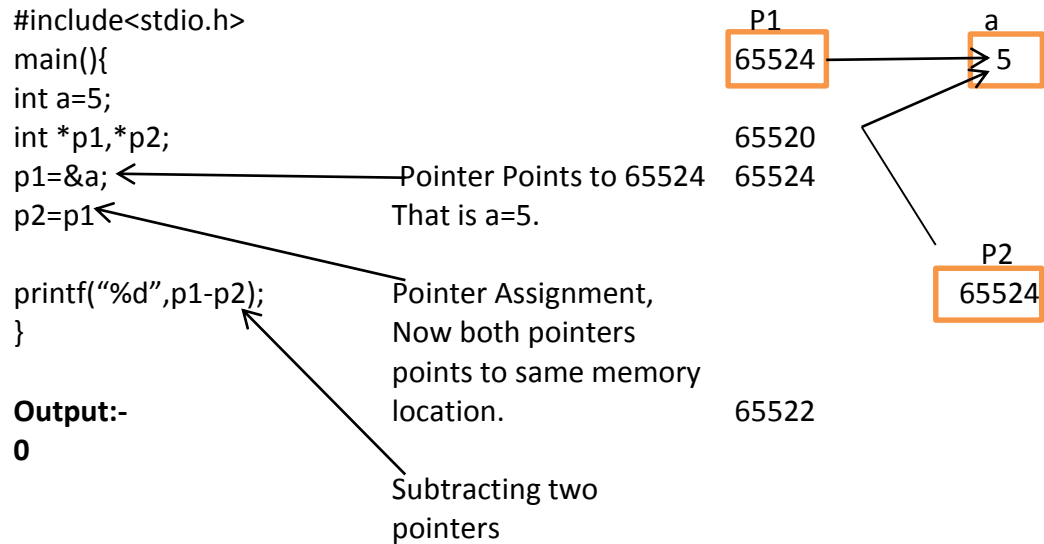 #include<stdio.h>
main(){
int a=5;
int *p1,*p2;
p1=&a;
p2=p1
printf(“%d”,p1-p2);
}
Output:-
0
Pointer Points to 65524
That is a=5.
Pointer Assignment,
Now both pointers
points to same memory
location.
Subtracting two
pointers
P1
65524
65520
65524
65522
a
5
P2
65524